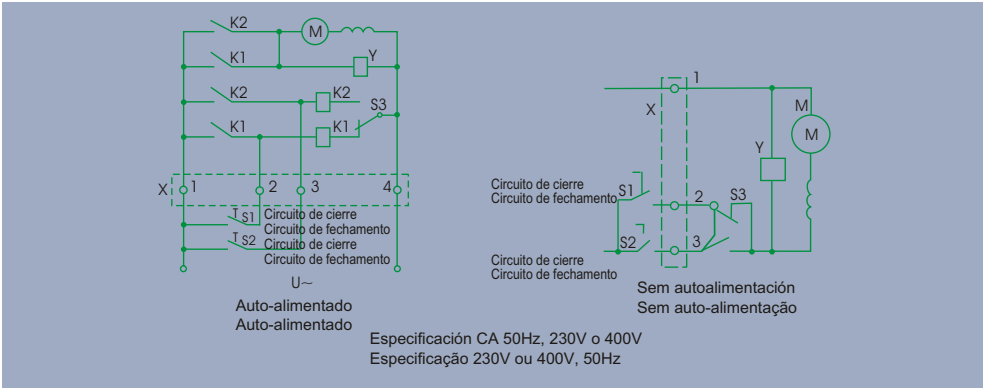 K2
M
K1
Y
K2
K2
S3
K1
K1
X
1
2
3
4
S1
Circuito de cierre
Circuito de fechamento
S2
Circuito de cierre
Circuito de fechamento
U~
Auto-alimentado
Auto-alimentado
1
X
M
M
Y
Circuito de cierre
Circuito de fechamento
S1
2
S3
S2
3
Circuito de cierre
Circuito de fechamento
Sem autoalimentación
Sem auto-alimentação
Especificación CA 50Hz, 230V o 400V
Especificação 230V ou 400V, 50Hz